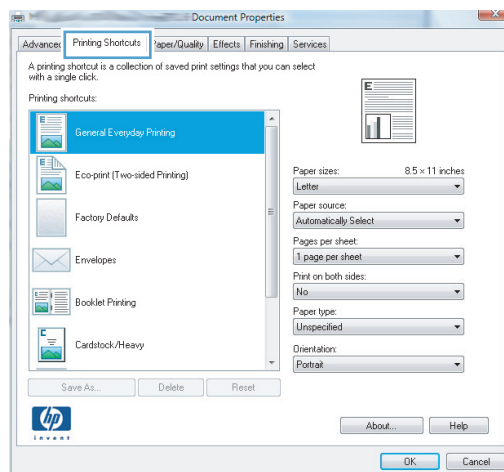 Document Properties
Advanced Printing Shortcuts Paper/Quality Effects Finishing Services
A printing shortcut is a collection of saved print settings that you can select
with a single click.
Printing shortcuts:
General Everyday Printing
Eco-print (Two-sided Printing)
Factory Defaults
Envelopes
Booklet Printing
Cardstock/Heavy
E
Paper sizes: 8.5 × 11 inches
Letter
Paper source:
Automatically Select
Pages per sheet:
1 page per sheet
Print on both sides:
No
Paper type:
Unspecified
Orientation:
Portrait
Save As... Delete Reset
hp
invent
About... Help
OK Cancel